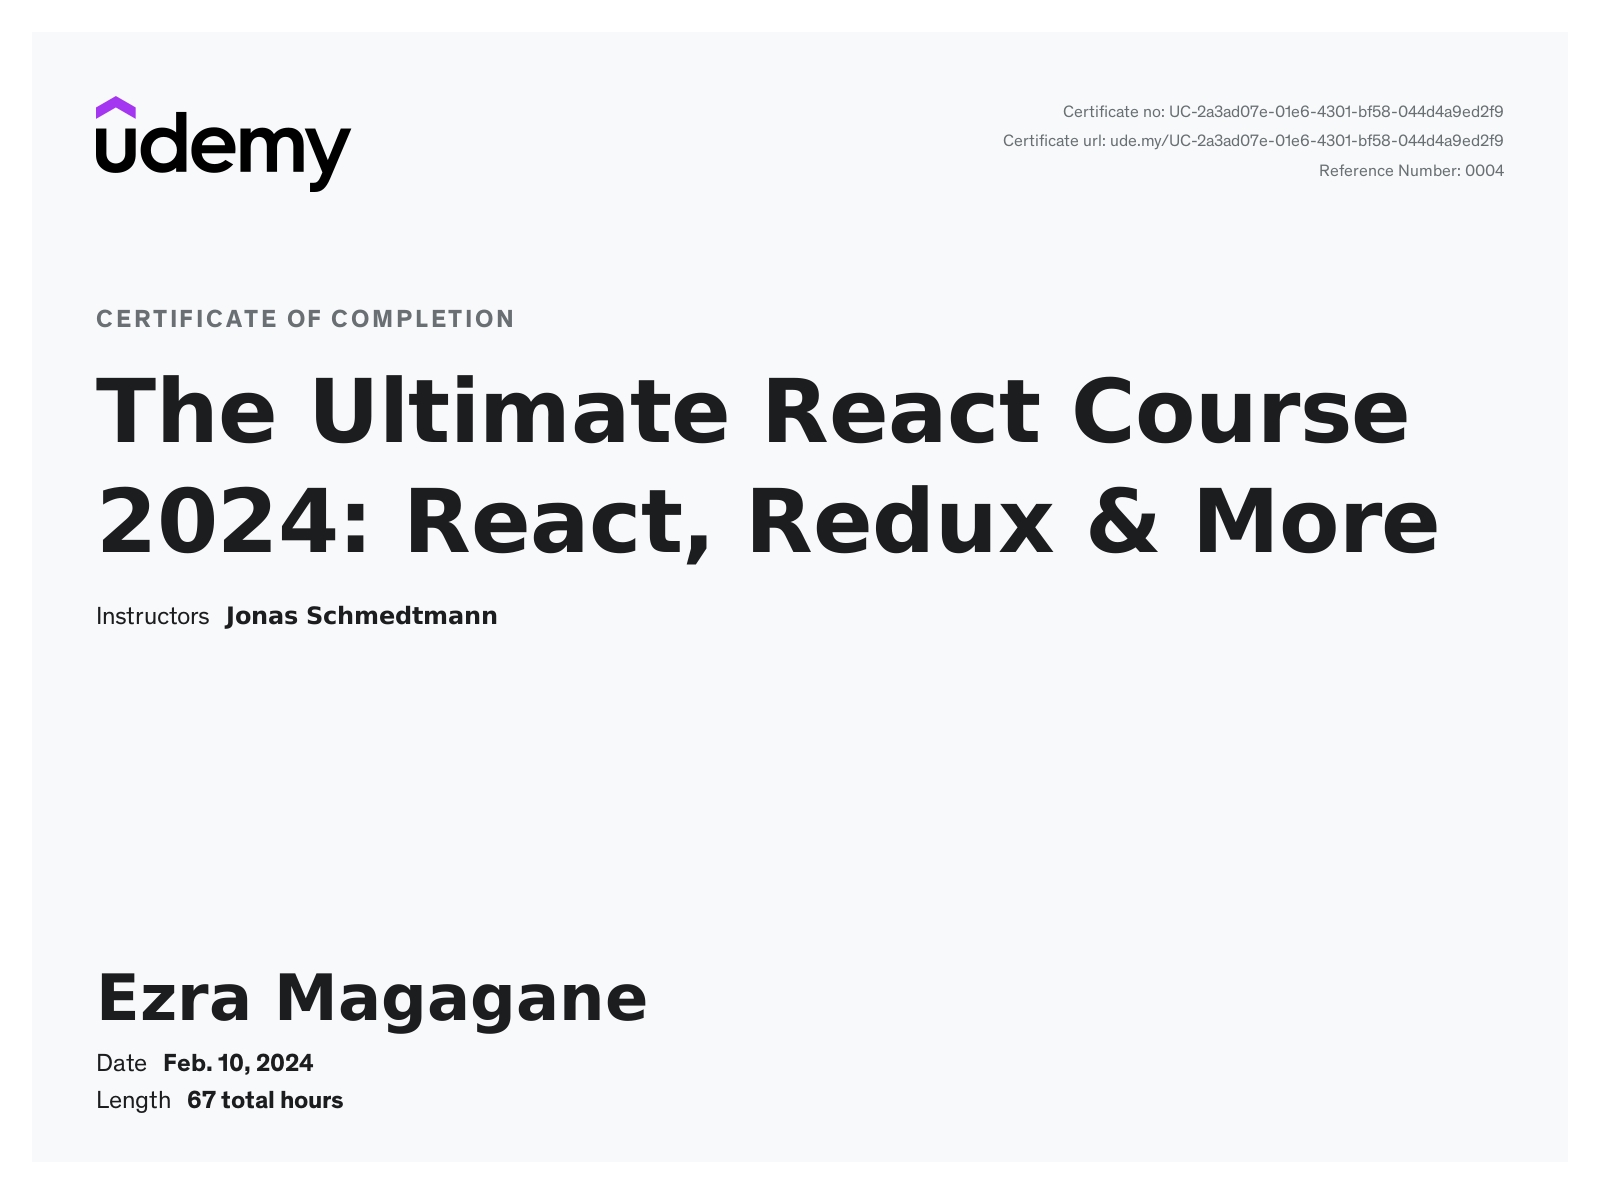 udemy
Certificate no: UC-2a3ad07e-01e6-4301-bf58-044d4a9ed2f9
Certificate url: ude.my/UC-2a3ad07e-01e6-4301-bf58-044d4a9ed2f9
Reference Number: 0004
CERTIFICATE OF COMPLETION
The Ultimate React Course
2024: React, Redux & More
Instructors Jonas Schmedtmann
Ezra Magagane
Date Feb. 10, 2024
Length 67 total hours